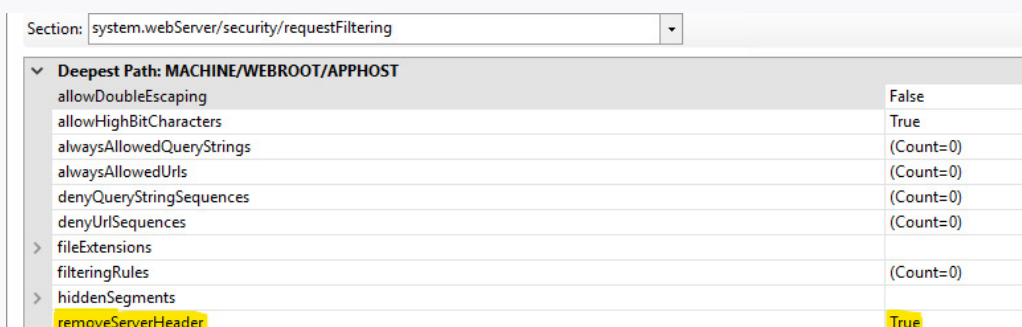 Section: system.webServer/security/requestFiltering
Deepest Path: MACHINE/WEBROOT/APPHOST
allowDoubleEscaping False
allowHighBitCharacters True
alwaysAllowedQueryStrings (Count=0)
alwaysAllowedUrls (Count=0)
denyQueryStringSequences (Count=0)
denyUrlSequences (Count=0)
fileExtensions
filteringRules (Count=0)
hiddenSegments
removeServerHeader True